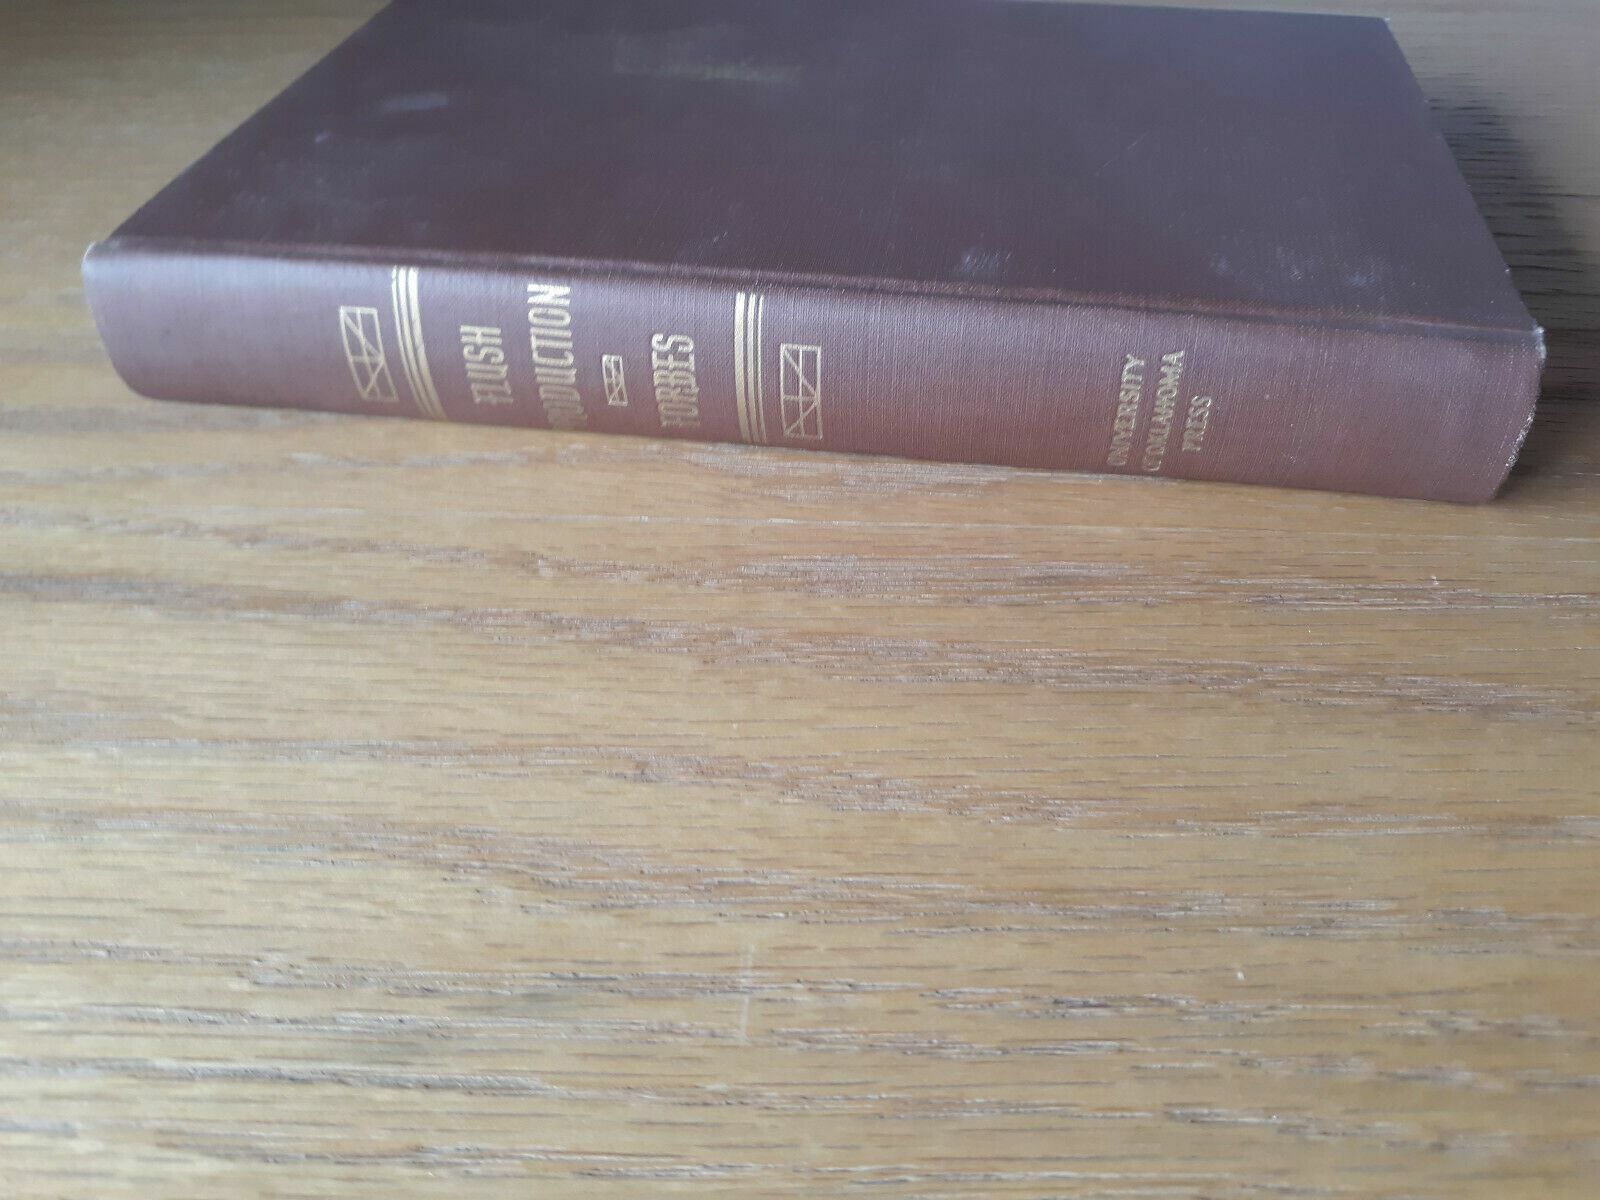 FLUSH
PRODUCTION
FORBES
UNIVERSITY
OF OKLAHOMA
PRESS